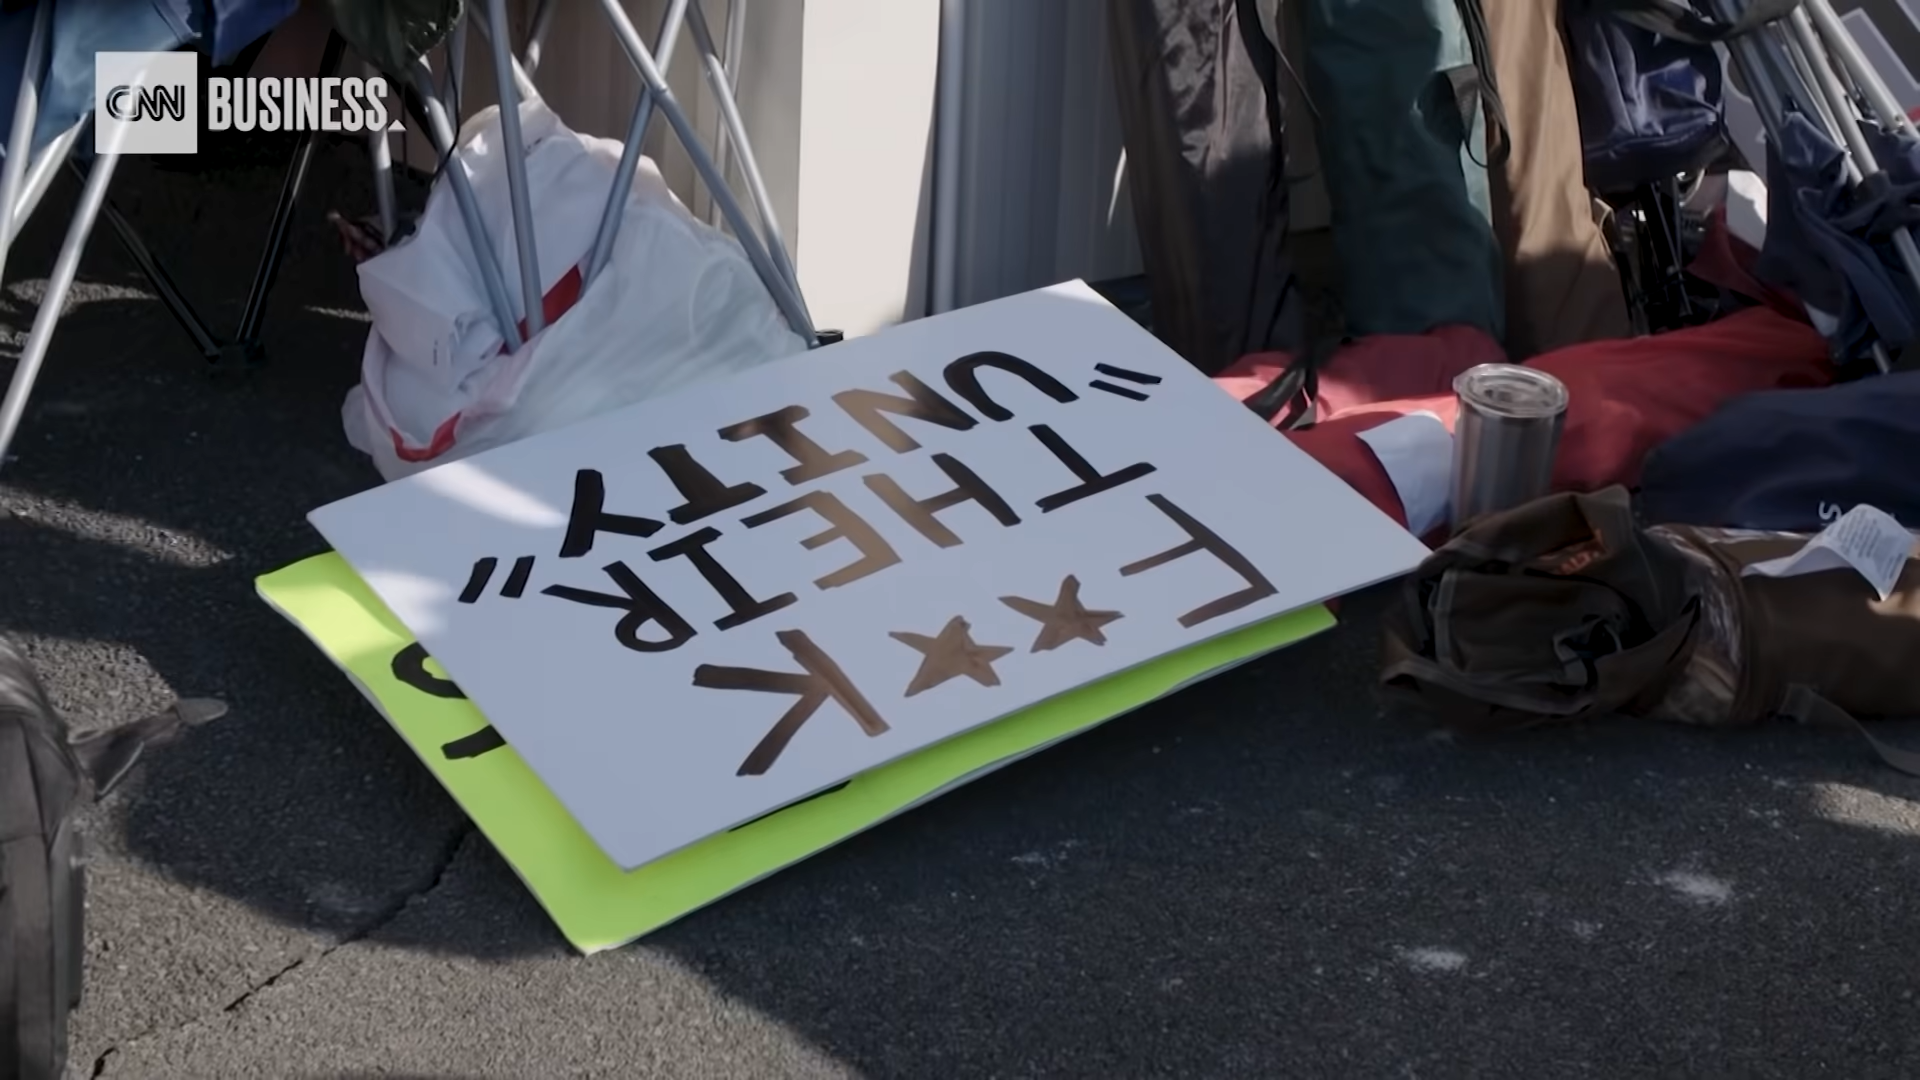 CNN BUSINESS
F★★K
THEIR
"UNITY"